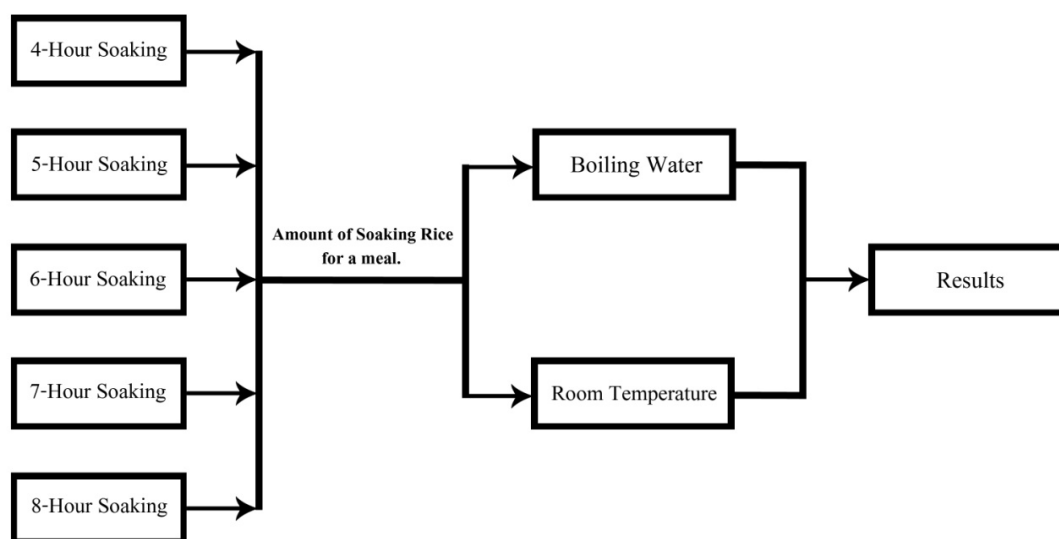 4-Hour Soaking
5-Hour Soaking
6-Hour Soaking
7-Hour Soaking
8-Hour Soaking
Amount of Soaking Rice
for a meal.
Boiling Water
Room Temperature
Results